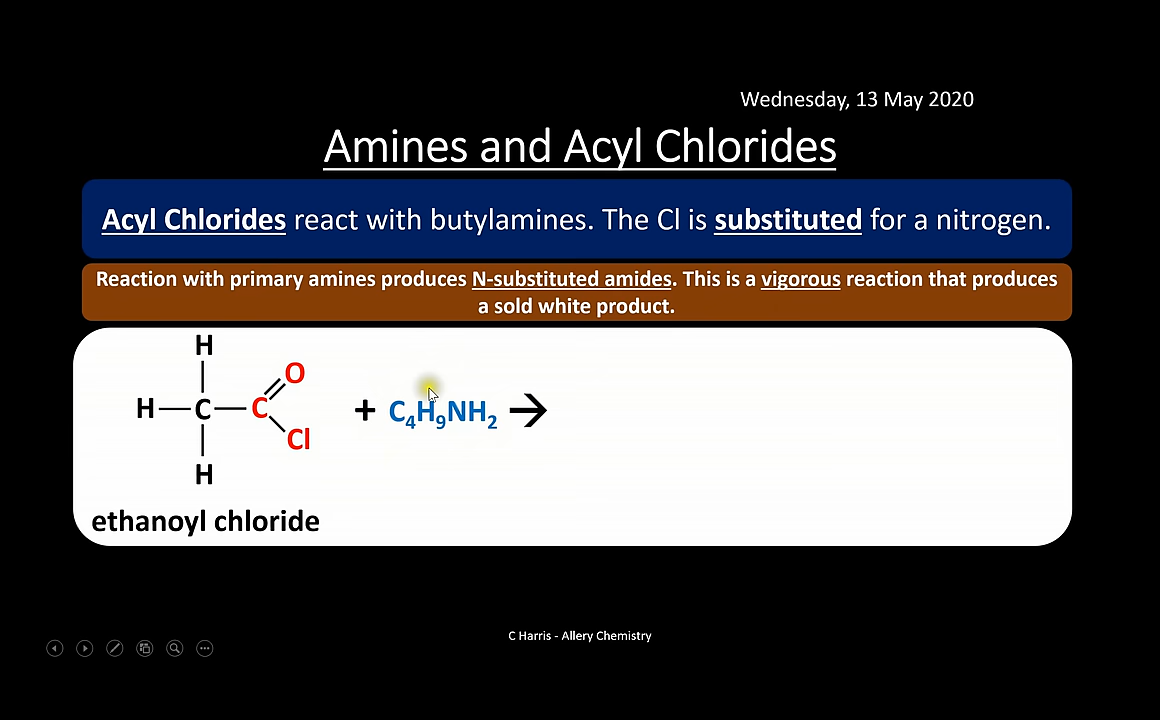 Wednesday, 13 May 2020
Amines and Acyl Chlorides
Acyl Chlorides react with butylamines. The Cl is substituted for a nitrogen.
Reaction with primary amines produces N-substituted amides. This is a vigorous reaction that produces
a sold white product.
H
O
H C C + C₄H₉NH₂ →
Cl
H
ethanoyl chloride
C Harris - Allery Chemistry